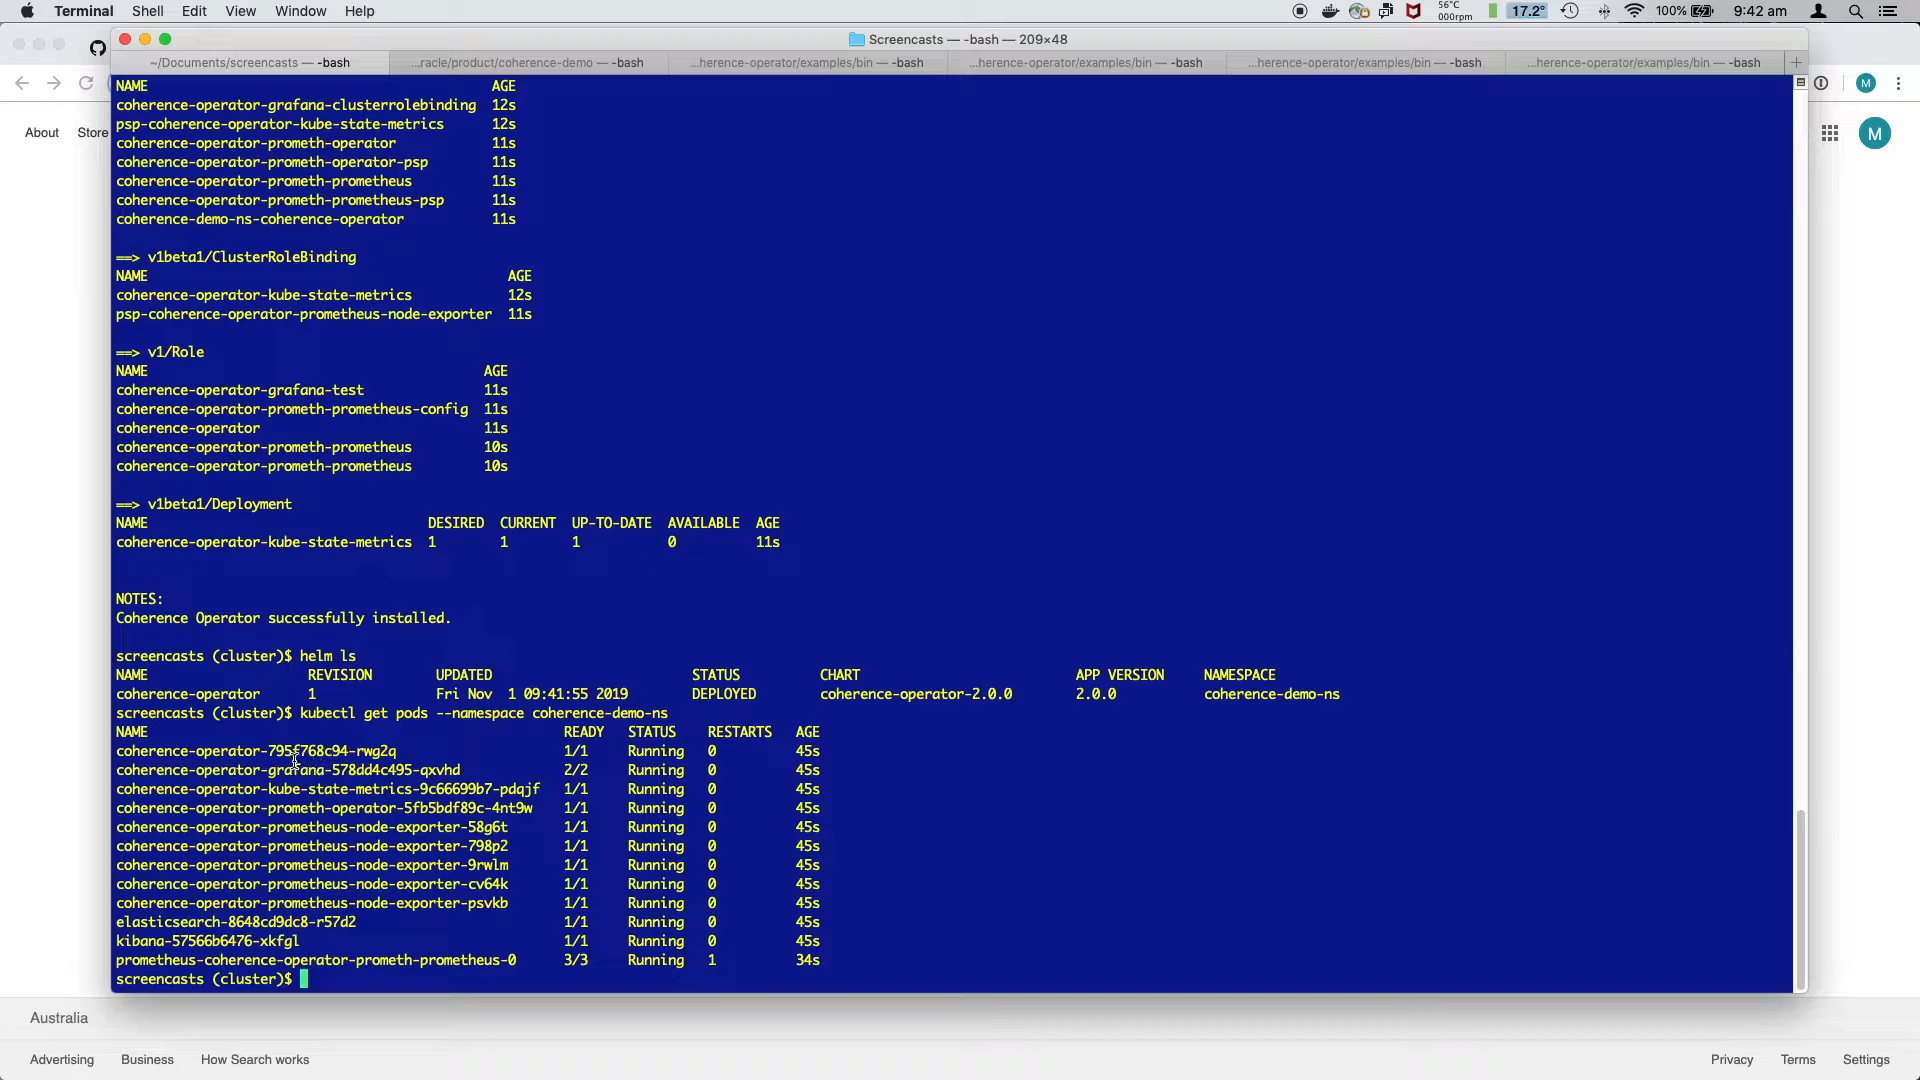 Terminal Shell Edit View Window Help 56°C 000rpm 17.2° 100% 9:42 am
Screencasts — -bash — 209×48
~/Documents/screencasts — -bash ...racle/product/coherence-demo — -bash ...herence-operator/examples/bin — -bash ...herence-operator/examples/bin — -bash ...herence-operator/examples/bin — -bash ...herence-operator/examples/bin — -bash +
M
About Store
M
NAME AGE
coherence-operator-grafana-clusterrolebinding 12s
psp-coherence-operator-kube-state-metrics 12s
coherence-operator-prometh-operator 11s
coherence-operator-prometh-operator-psp 11s
coherence-operator-prometh-prometheus 11s
coherence-operator-prometh-prometheus-psp 11s
coherence-demo-ns-coherence-operator 11s
==> v1beta1/ClusterRoleBinding
NAME AGE
coherence-operator-kube-state-metrics 12s
psp-coherence-operator-prometheus-node-exporter 11s
==> v1/Role
NAME AGE
coherence-operator-grafana-test 11s
coherence-operator-prometh-prometheus-config 11s
coherence-operator 11s
coherence-operator-prometh-prometheus 10s
coherence-operator-prometh-prometheus 10s
==> v1beta1/Deployment
NAME DESIRED CURRENT UP-TO-DATE AVAILABLE AGE
coherence-operator-kube-state-metrics 1 1 1 0 11s
NOTES:
Coherence Operator successfully installed.
screencasts (cluster)$ helm ls
NAME REVISION UPDATED STATUS CHART APP VERSION NAMESPACE
coherence-operator 1 Fri Nov 1 09:41:55 2019 DEPLOYED coherence-operator-2.0.0 2.0.0 coherence-demo-ns
screencasts (cluster)$ kubectl get pods --namespace coherence-demo-ns
NAME READY STATUS RESTARTS AGE
coherence-operator-795f768c94-rwg2q 1/1 Running 0 45s
coherence-operator-grafana-578dd4c495-qxvhd 2/2 Running 0 45s
coherence-operator-kube-state-metrics-9c66699b7-pdqjf 1/1 Running 0 45s
coherence-operator-prometh-operator-5fb5bdf89c-4nt9w 1/1 Running 0 45s
coherence-operator-prometheus-node-exporter-58g6t 1/1 Running 0 45s
coherence-operator-prometheus-node-exporter-798p2 1/1 Running 0 45s
coherence-operator-prometheus-node-exporter-9rwlm 1/1 Running 0 45s
coherence-operator-prometheus-node-exporter-cv64k 1/1 Running 0 45s
coherence-operator-prometheus-node-exporter-psvkb 1/1 Running 0 45s
elasticsearch-8648cd9dc8-r57d2 1/1 Running 0 45s
kibana-57566b6476-xkfgl 1/1 Running 0 45s
prometheus-coherence-operator-prometh-prometheus-0 3/3 Running 1 34s
screencasts (cluster)$
Australia
Advertising Business How Search works Privacy Terms Settings